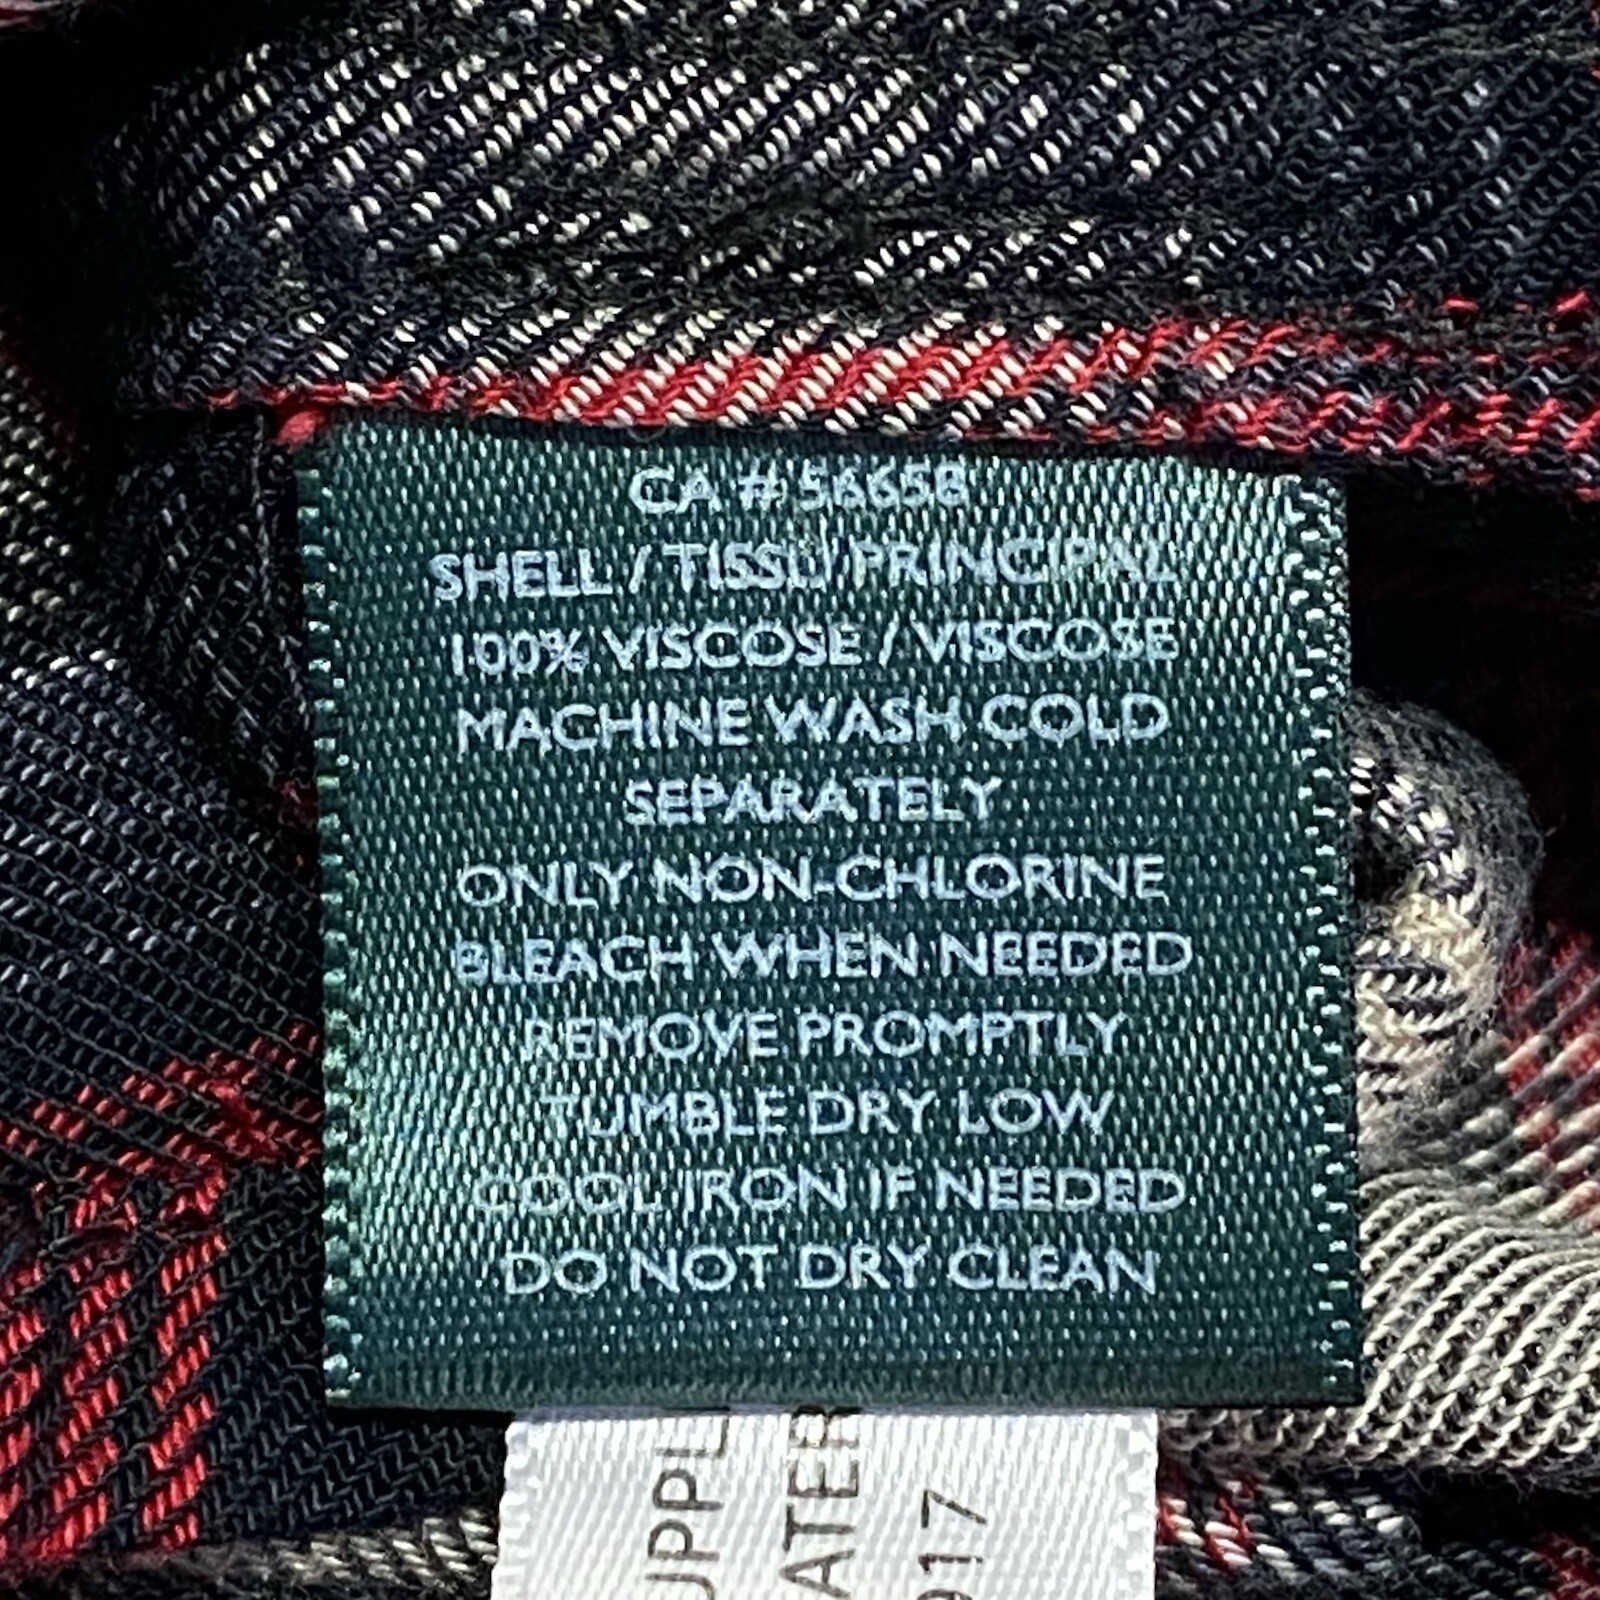 CA # 56658
SHELL / TISSU PRINCIPAL
100% VISCOSE / VISCOSE
MACHINE WASH COLD
SEPARATELY
ONLY NON-CHLORINE
BLEACH WHEN NEEDED
REMOVE PROMPTLY
TUMBLE DRY LOW
COOL IRON IF NEEDED
DO NOT DRY CLEAN